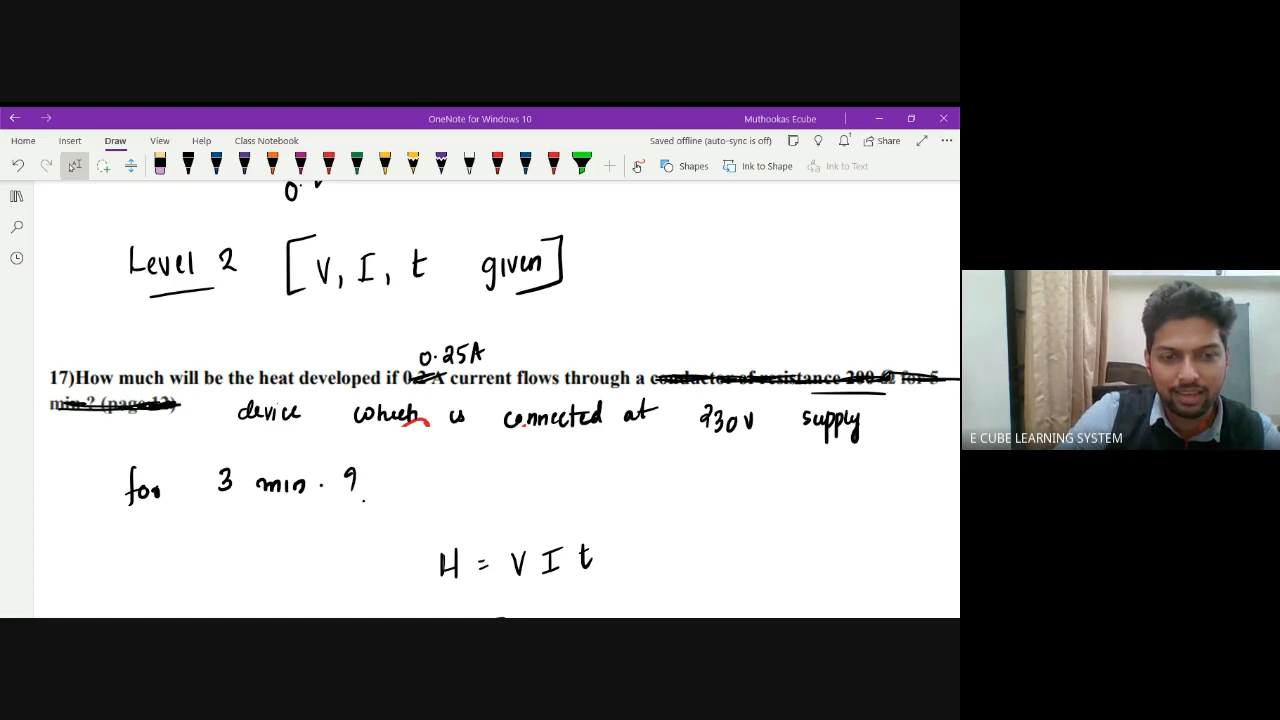 OneNote for Windows 10
Muthookas Ecube
Home Insert Draw View Help Class Notebook
Saved offline (auto-sync is off) Share
Shapes Ink to Shape Ink to Text
Level 2 [V, I, t given]
0.25A
17)How much will be the heat developed if 0.2 A current flows through a conductor of resistance 200 Ω for 5
min? (page 12)
device which is connected at 230V supply
for 3 min. ?
H = V I t
E CUBE LEARNING SYSTEM